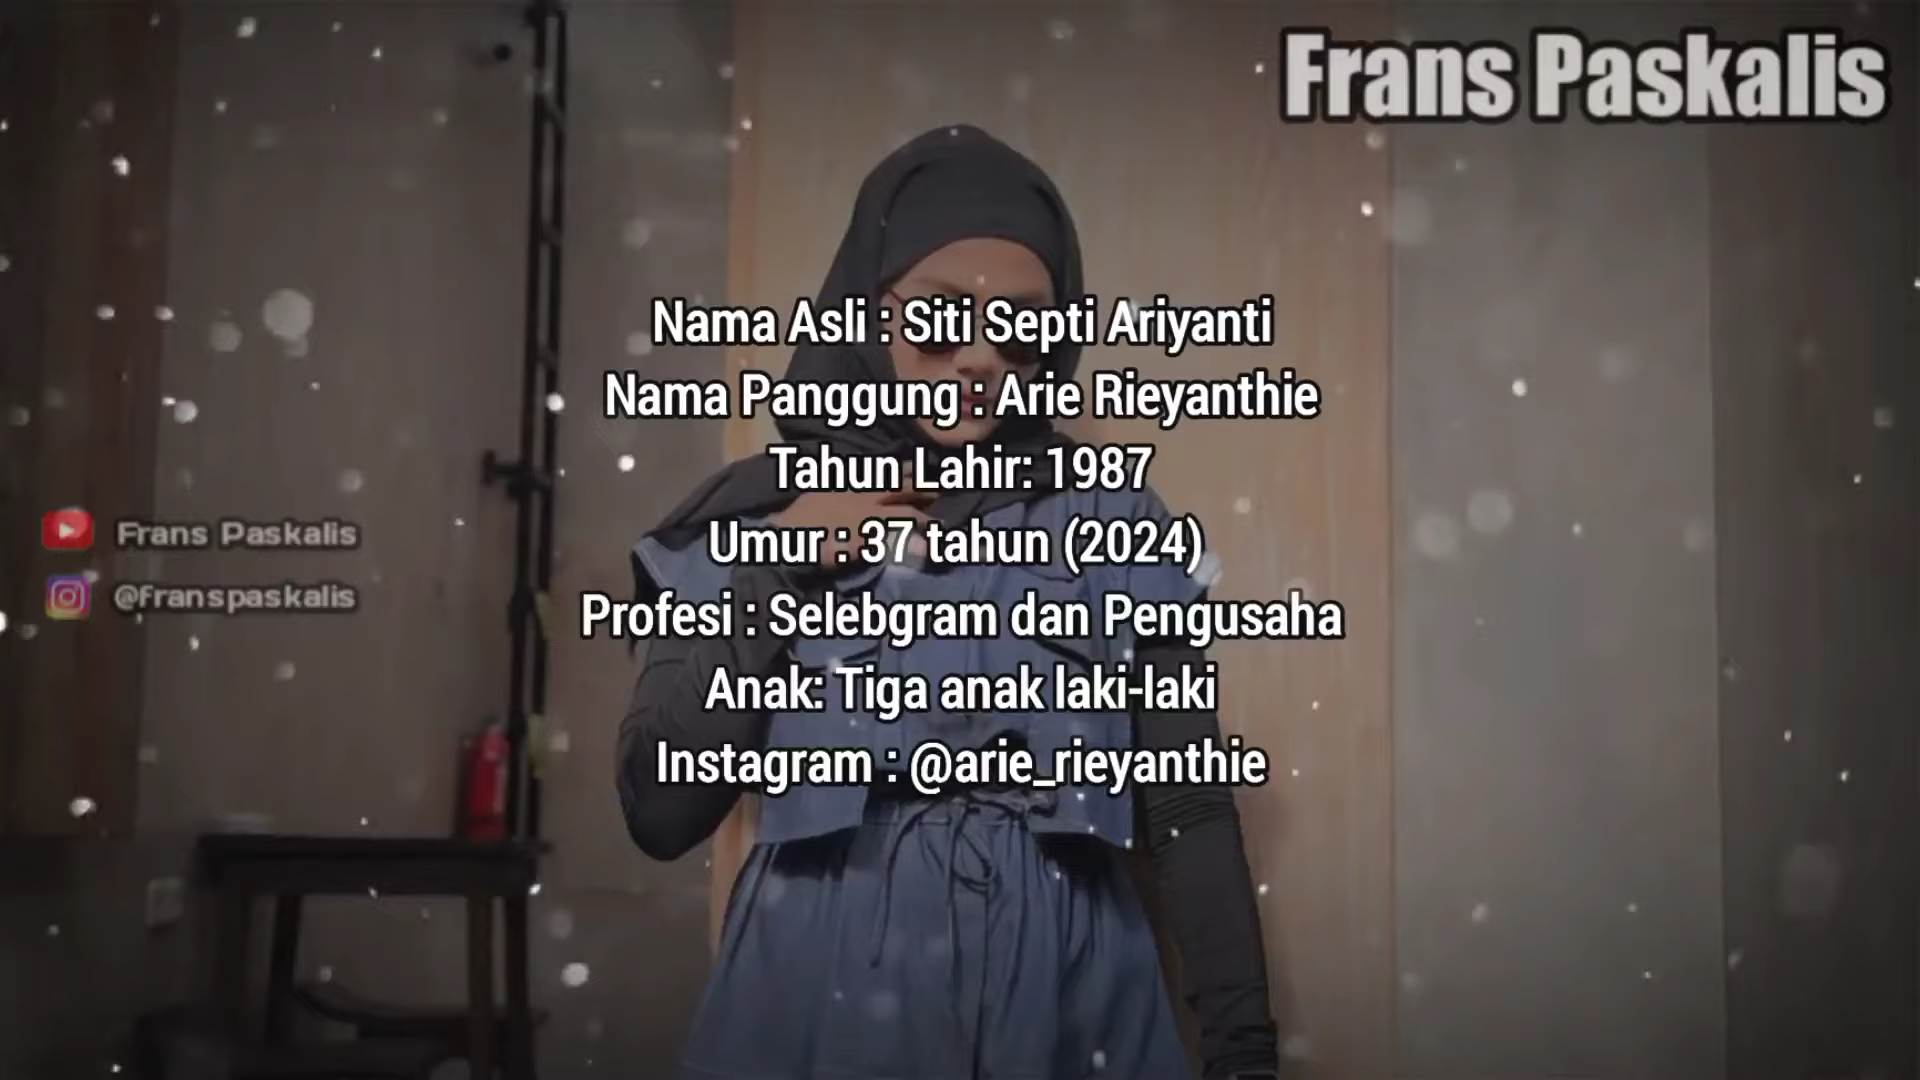 Frans Paskalis
Nama Asli : Siti Septi Ariyanti
Nama Panggung : Arie Rieyanthie
Tahun Lahir: 1987
Umur : 37 tahun (2024)
Profesi : Selebgram dan Pengusaha
Anak: Tiga anak laki-laki
Instagram : @arie_rieyanthie
Frans Paskalis
@franspaskalis